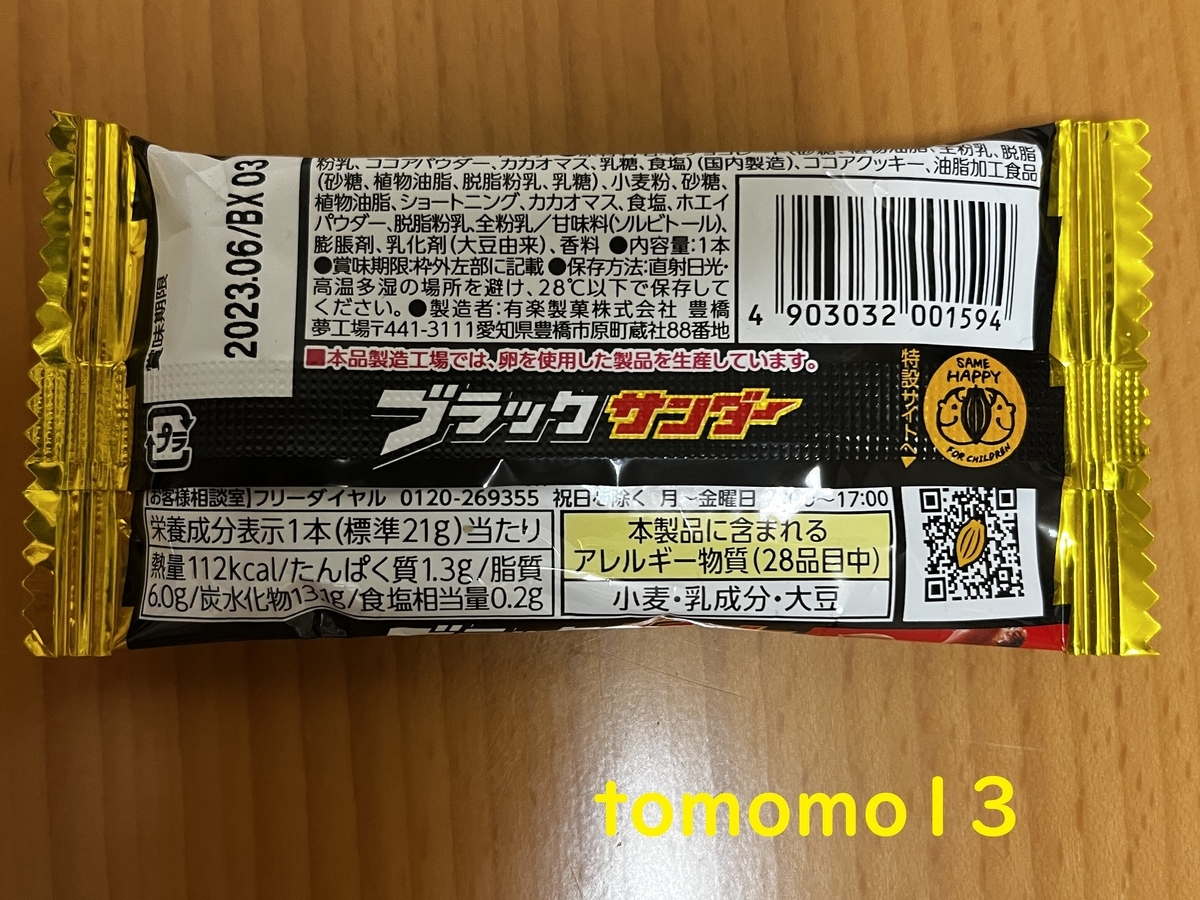 粉乳、ココアパウダー、カカオマス、乳糖、食塩)(国内製造)、ココアクッキー、油脂加工食品
(砂糖、植物油脂、脱脂粉乳、乳糖)、小麦粉、砂糖、
植物油脂、ショートニング、カカオマス、食塩、ホエイ
パウダー、脱脂粉乳、全粉乳/甘味料(ソルビトール)、
膨脹剤、乳化剤(大豆由来)、香料 ●内容量:1本
●賞味期限:枠外左部に記載 ●保存方法:直射日光・
高温多湿の場所を避け、28℃以下で保存して
ください。●製造者:有楽製菓株式会社 豊橋
夢工場〒441-3111愛知県豊橋市原町蔵社88番地
賞味期限
2023.06/BX 03
4 903032 001594
■本品製造工場では、卵を使用した製品を生産しています。
プラ
ブラックサンダー
特設サイト
SAME
HAPPY
FOR CHILDREN
【お客様相談室】フリーダイヤル 0120-269355 祝日を除く 月〜金曜日 〜17:00
栄養成分表示1本(標準21g)当たり
熱量112kcal/たんぱく質1.3g/脂質
6.0g/炭水化物13.1g/食塩相当量0.2g
本製品に含まれる
アレルギー物質(28品目中)
小麦・乳成分・大豆
tomomo13